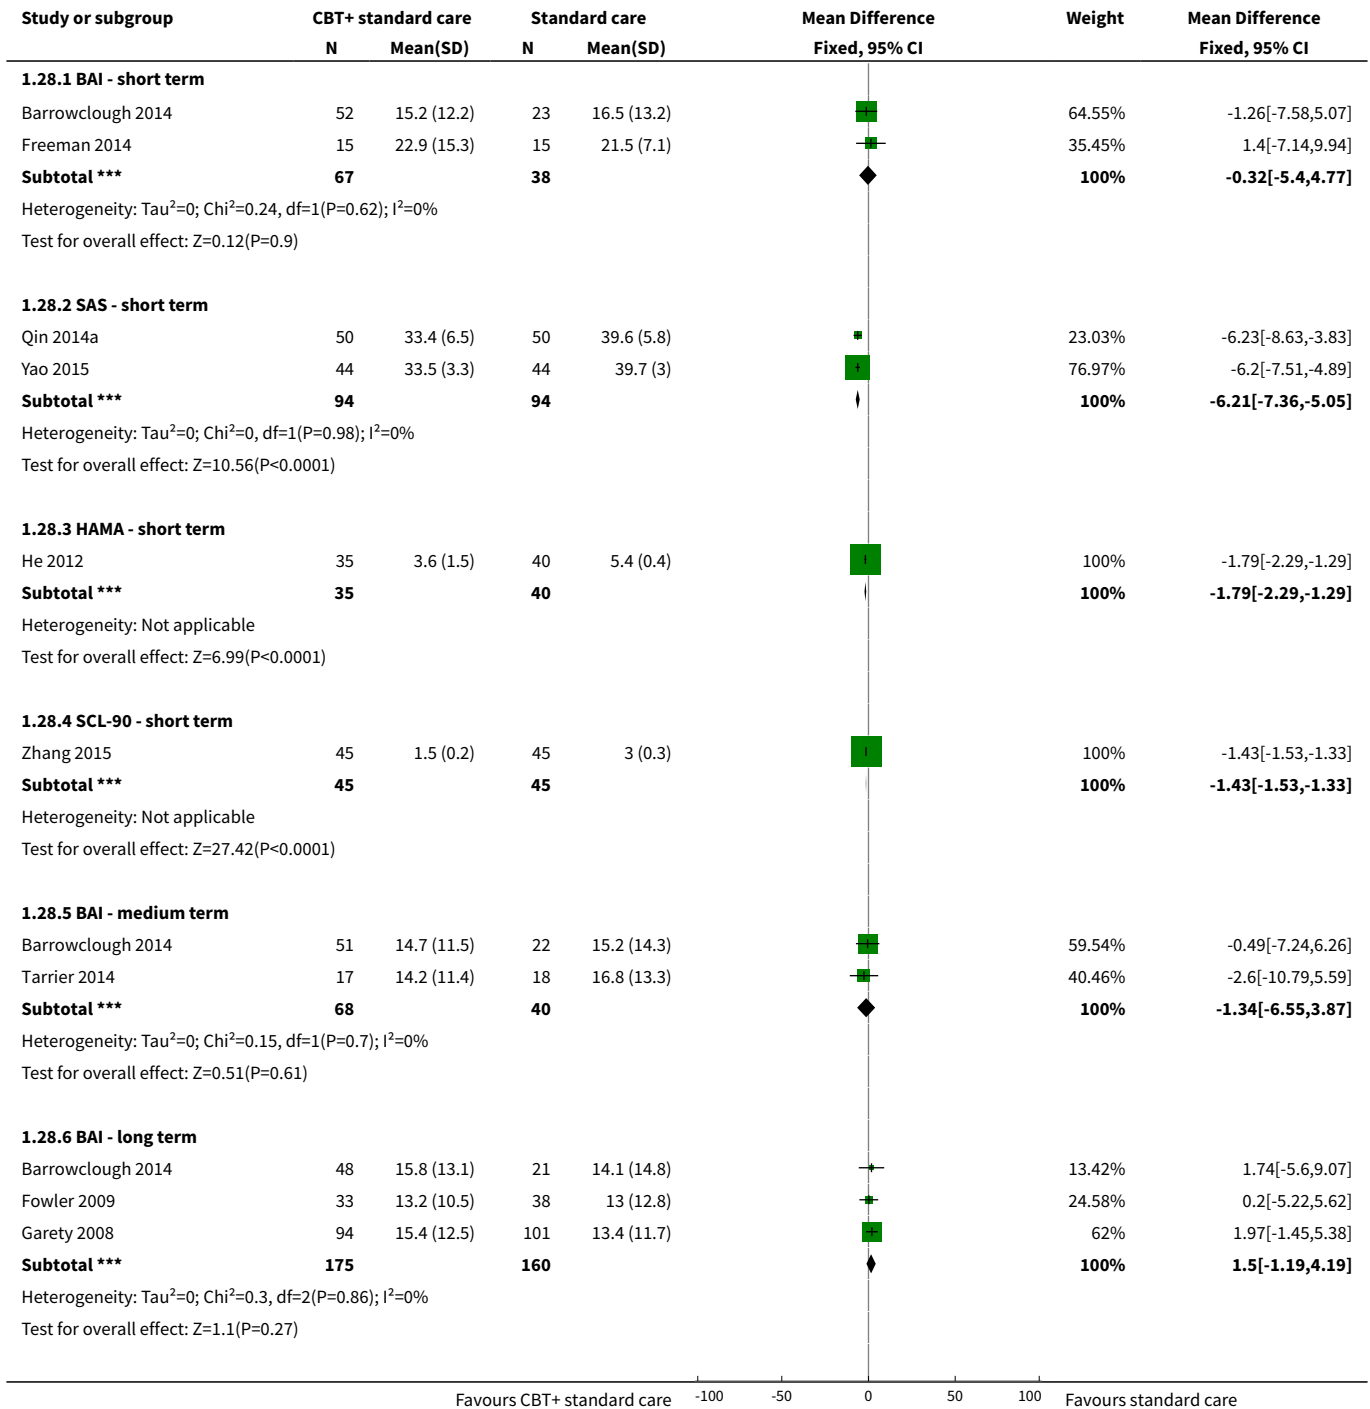 Study or subgroup CBT+ standard care Standard care Mean Difference Weight Mean Difference
N Mean(SD) N Mean(SD) Fixed, 95% CI Fixed, 95% CI
1.28.1 BAI - short term
Barrowclough 2014 52 15.2 (12.2) 23 16.5 (13.2) 64.55% -1.26[-7.58,5.07]
Freeman 2014 15 22.9 (15.3) 15 21.5 (7.1) 35.45% 1.4[-7.14,9.94]
Subtotal *** 67 38 100% -0.32[-5.4,4.77]
Heterogeneity: Tau²=0; Chi²=0.24, df=1(P=0.62); I²=0%
Test for overall effect: Z=0.12(P=0.9)
1.28.2 SAS - short term
Qin 2014a 50 33.4 (6.5) 50 39.6 (5.8) 23.03% -6.23[-8.63,-3.83]
Yao 2015 44 33.5 (3.3) 44 39.7 (3) 76.97% -6.2[-7.51,-4.89]
Subtotal *** 94 94 100% -6.21[-7.36,-5.05]
Heterogeneity: Tau²=0; Chi²=0, df=1(P=0.98); I²=0%
Test for overall effect: Z=10.56(P<0.0001)
1.28.3 HAMA - short term
He 2012 35 3.6 (1.5) 40 5.4 (0.4) 100% -1.79[-2.29,-1.29]
Subtotal *** 35 40 100% -1.79[-2.29,-1.29]
Heterogeneity: Not applicable
Test for overall effect: Z=6.99(P<0.0001)
1.28.4 SCL-90 - short term
Zhang 2015 45 1.5 (0.2) 45 3 (0.3) 100% -1.43[-1.53,-1.33]
Subtotal *** 45 45 100% -1.43[-1.53,-1.33]
Heterogeneity: Not applicable
Test for overall effect: Z=27.42(P<0.0001)
1.28.5 BAI - medium term
Barrowclough 2014 51 14.7 (11.5) 22 15.2 (14.3) 59.54% -0.49[-7.24,6.26]
Tarrier 2014 17 14.2 (11.4) 18 16.8 (13.3) 40.46% -2.6[-10.79,5.59]
Subtotal *** 68 40 100% -1.34[-6.55,3.87]
Heterogeneity: Tau²=0; Chi²=0.15, df=1(P=0.7); I²=0%
Test for overall effect: Z=0.51(P=0.61)
1.28.6 BAI - long term
Barrowclough 2014 48 15.8 (13.1) 21 14.1 (14.8) 13.42% 1.74[-5.6,9.07]
Fowler 2009 33 13.2 (10.5) 38 13 (12.8) 24.58% 0.2[-5.22,5.62]
Garety 2008 94 15.4 (12.5) 101 13.4 (11.7) 62% 1.97[-1.45,5.38]
Subtotal *** 175 160 100% 1.5[-1.19,4.19]
Heterogeneity: Tau²=0; Chi²=0.3, df=2(P=0.86); I²=0%
Test for overall effect: Z=1.1(P=0.27)
Favours CBT+ standard care -100 -50 0 50 100 Favours standard care